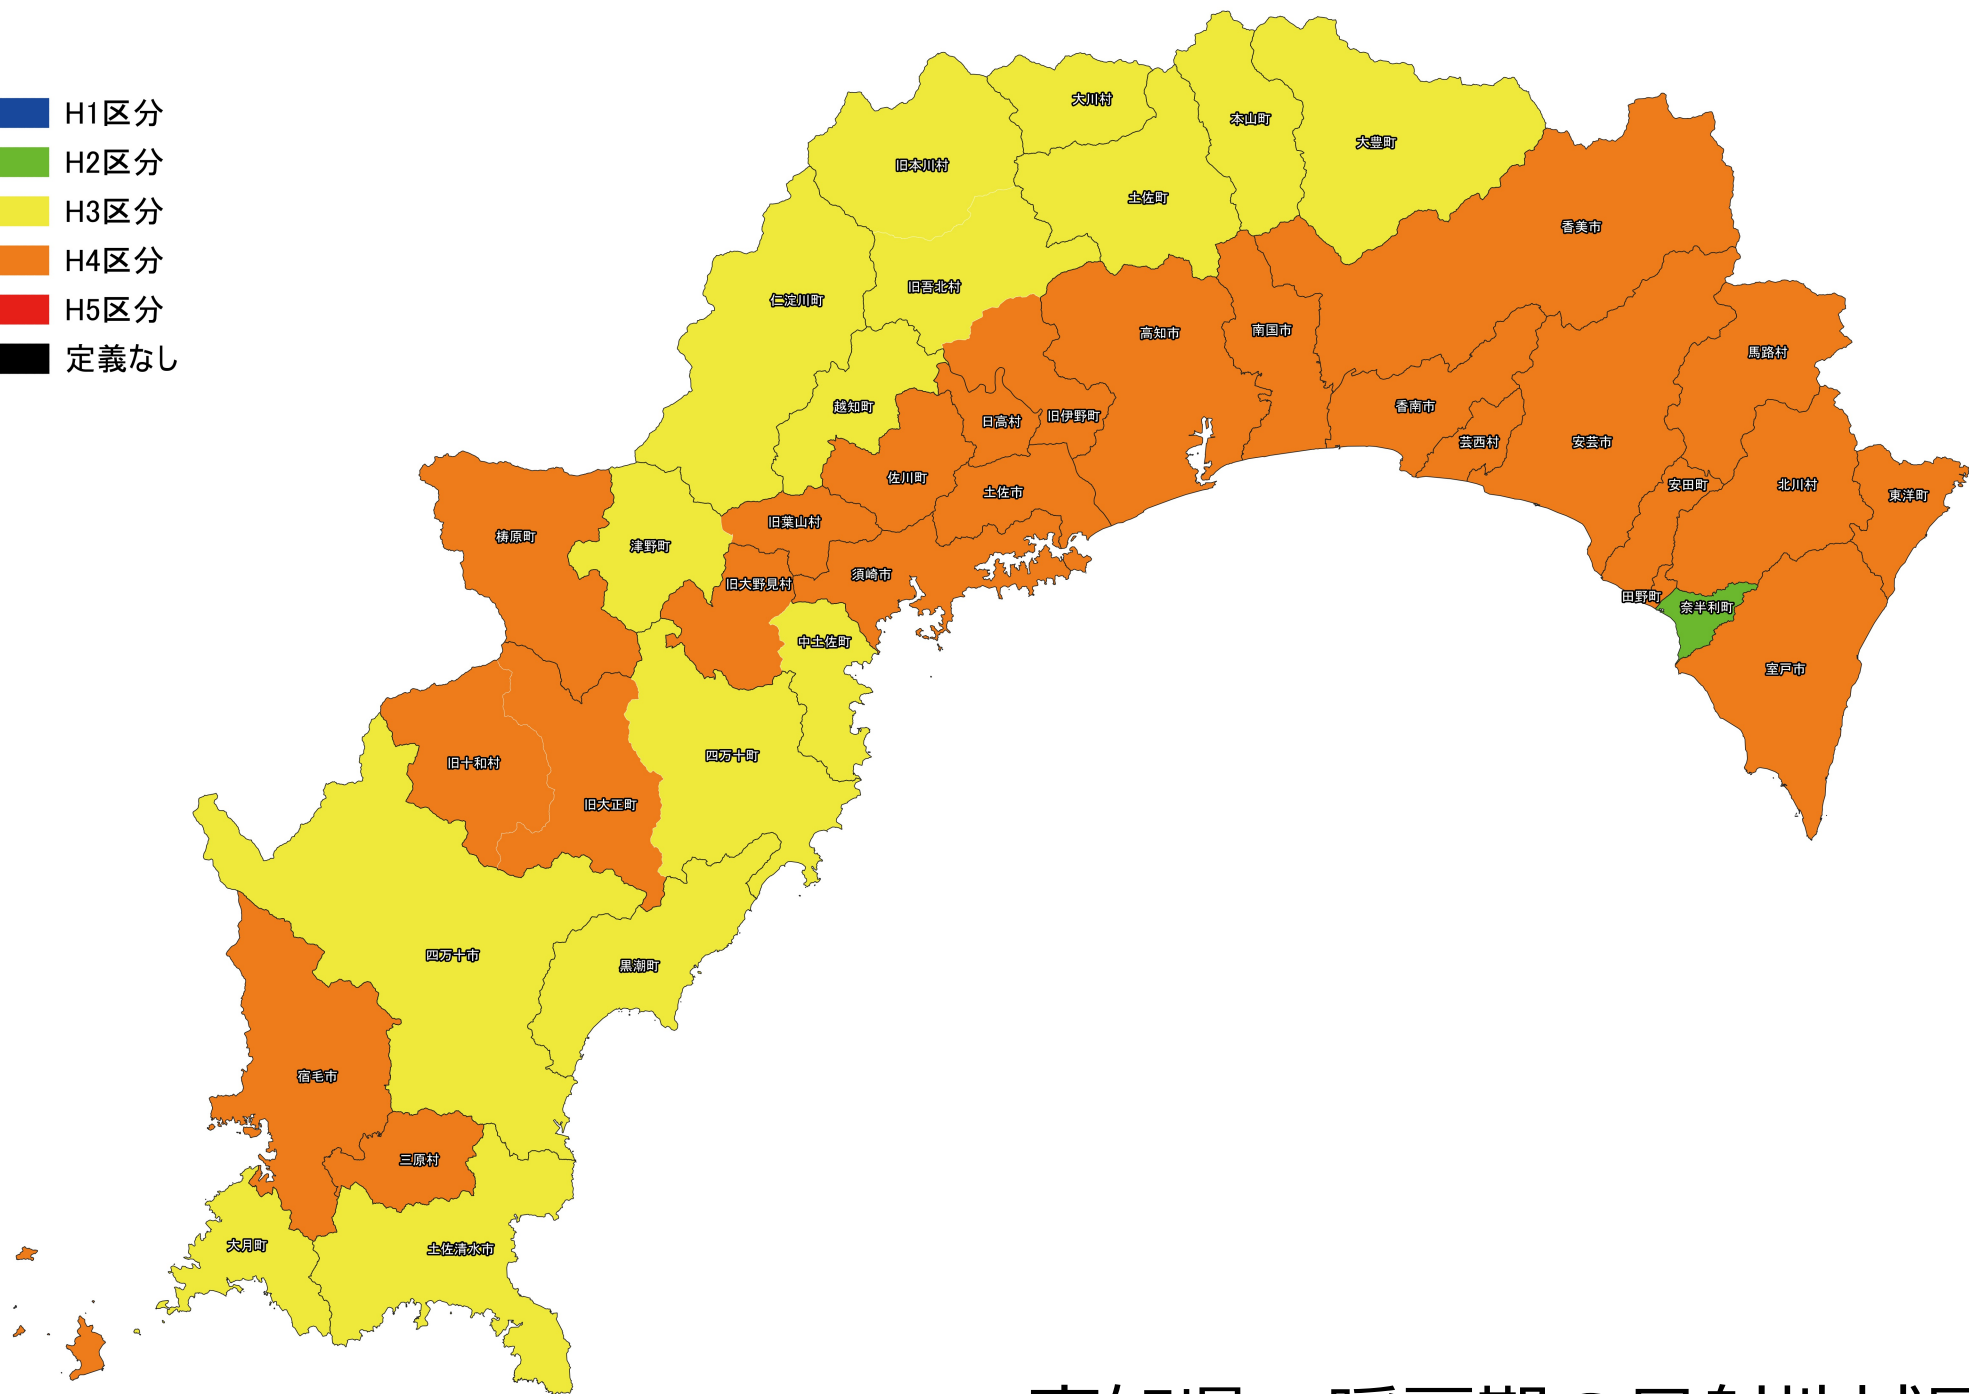 H1区分
H2区分
H3区分
H4区分
H5区分
定義なし
大川村
本山町
大豊町
旧本川村
土佐町
香美市
仁淀川町
旧吾北村
高知市
南国市
馬路村
越知町
日高村
旧伊野町
香南市
芸西村
安芸市
佐川町
土佐市
安田町
北川村
東洋町
旧葉山村
梼原町
津野町
須崎市
旧大野見村
田野町
奈半利町
中土佐町
室戸市
四万十町
旧十和村
旧大正町
四万十市
黒潮町
宿毛市
三原村
大月町
土佐清水市